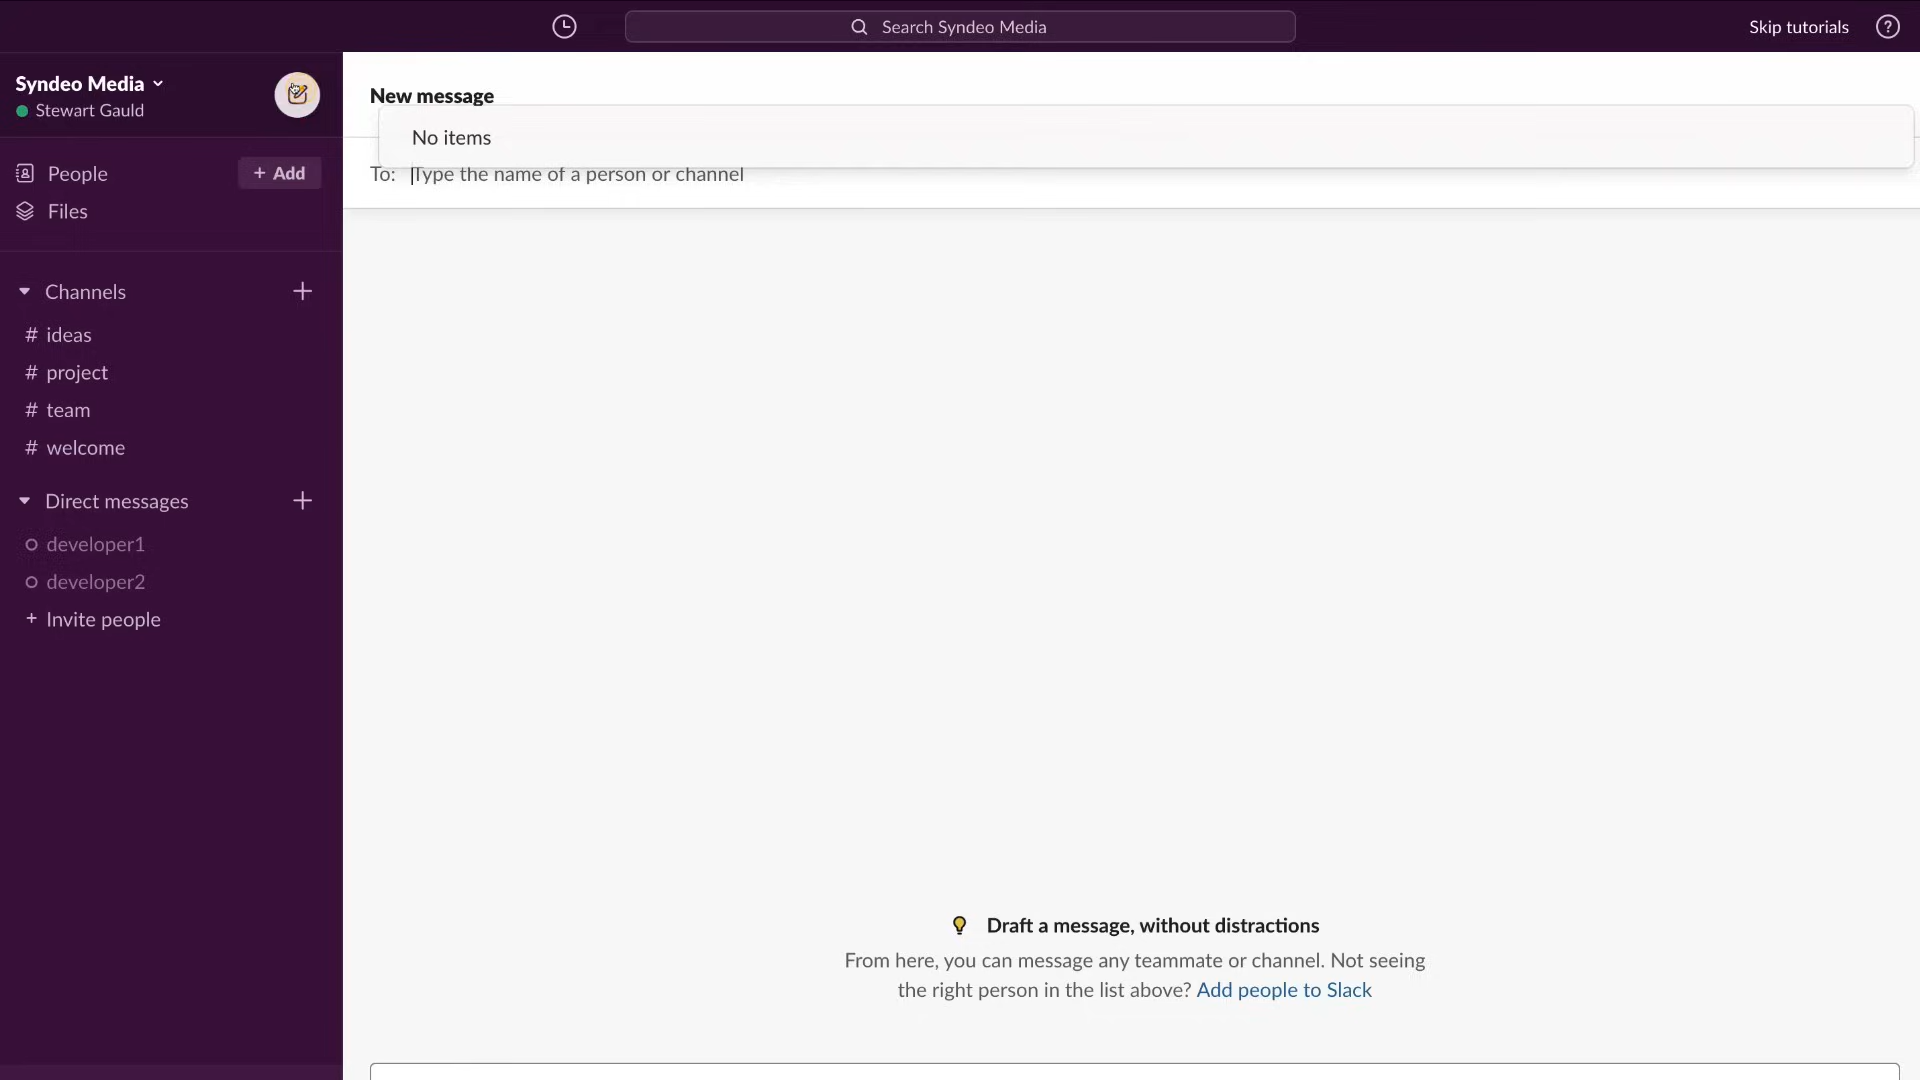 Search Syndeo Media
Skip tutorials
?
Syndeo Media
Stewart Gauld
People
+ Add
Files
Channels
# ideas
# project
# team
# welcome
Direct messages
developer1
developer2
+ Invite people
New message
No items
To: Type the name of a person or channel
Draft a message, without distractions
From here, you can message any teammate or channel. Not seeing
the right person in the list above? Add people to Slack